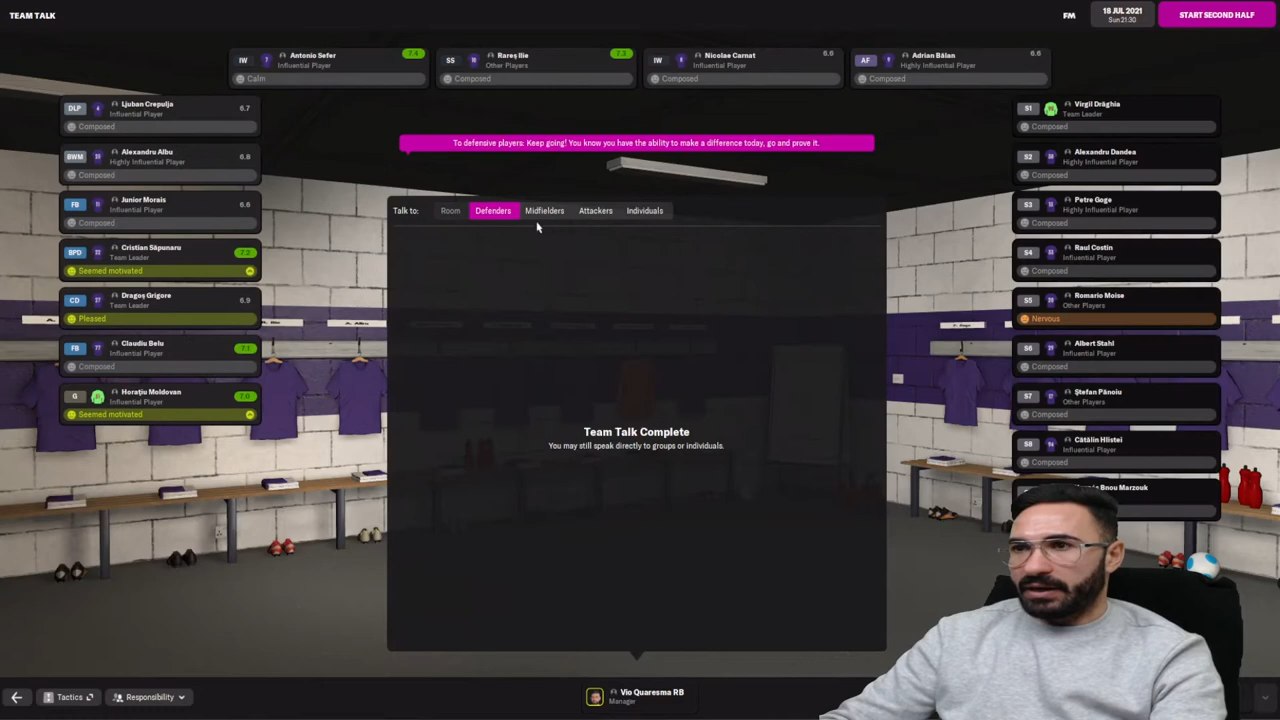 TEAM TALK
FM
18 JUL 2021
Sun 21:30
START SECOND HALF
IW 7 Antonio Sefer 7.4
Influential Player
Calm
SS 10 Rareș Ilie 7.3
Other Players
Composed
IW Nicolae Carnat 6.6
Influential Player
Composed
AF 9 Adrian Bălan 6.6
Highly Influential Player
Composed
DLP Ljuban Crepulja 6.7
Influential Player
Composed
BWM Alexandru Albu 6.8
Highly Influential Player
Composed
FB Junior Morais 6.6
Influential Player
Composed
BPD Cristian Săpunaru 7.2
Team Leader
Seemed motivated
CD Dragoș Grigore 6.9
Team Leader
Pleased
FB Claudiu Belu 7.1
Influential Player
Composed
G Horațiu Moldovan 7.0
Influential Player
Seemed motivated
To defensive players: Keep going! You know you have the ability to make a difference today, go and prove it.
Talk to: Room Defenders Midfielders Attackers Individuals
Team Talk Complete
You may still speak directly to groups or individuals.
S1 Virgil Drăghia
Team Leader
Composed
S2 Alexandru Dandea
Highly Influential Player
Composed
S3 Petre Goge
Highly Influential Player
Composed
S4 Raul Costin
Influential Player
Composed
S5 Romario Moise
Other Players
Nervous
S6 Albert Stahl
Influential Player
Composed
S7 Ștefan Pănoiu
Other Players
Composed
S8 Cătălin Hlistei
Influential Player
Composed
Bnou Marzouk
Tactics
Responsibility
Vio Quaresma RB
Manager